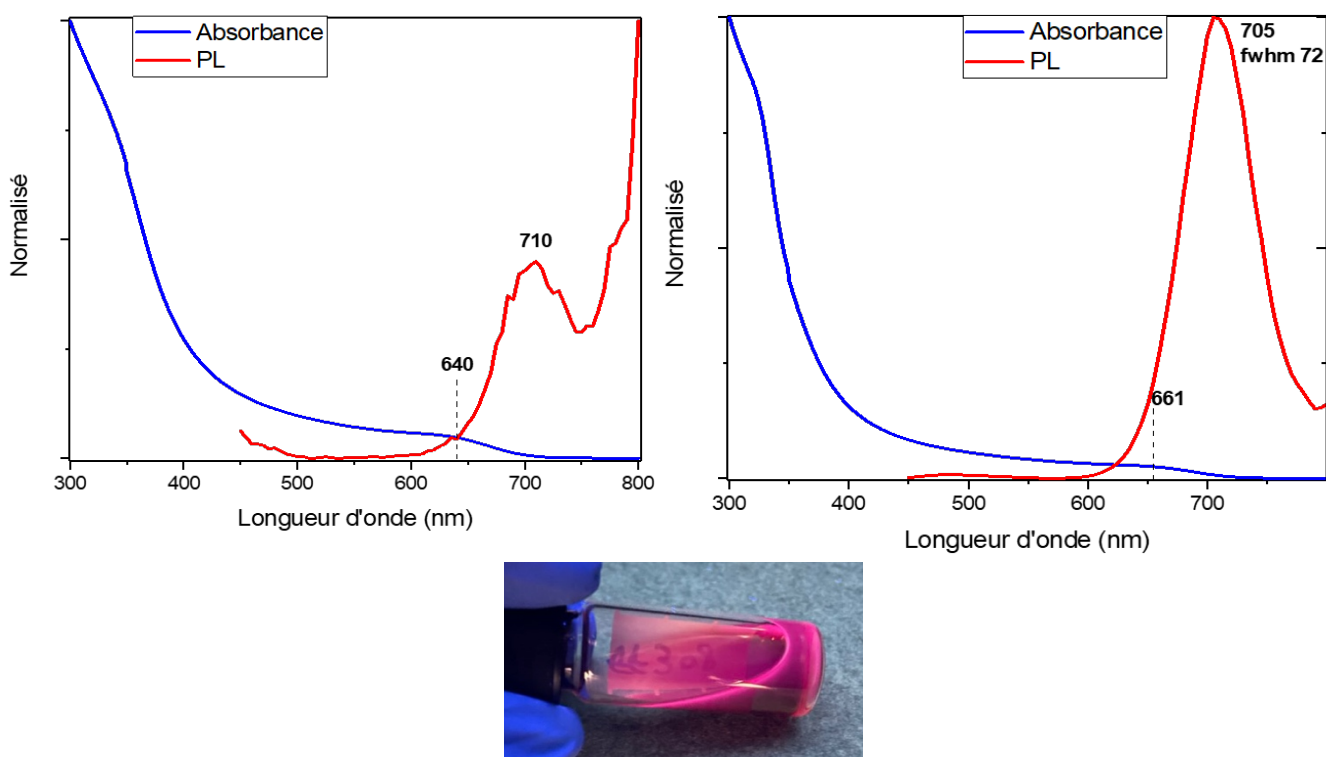 Absorbance
PL
Normalisé
710
640
300 400 500 600 700 800
Longueur d'onde (nm)
Absorbance
PL
705
fwhm 72
Normalisé
661
300 400 500 600 700
Longueur d'onde (nm)